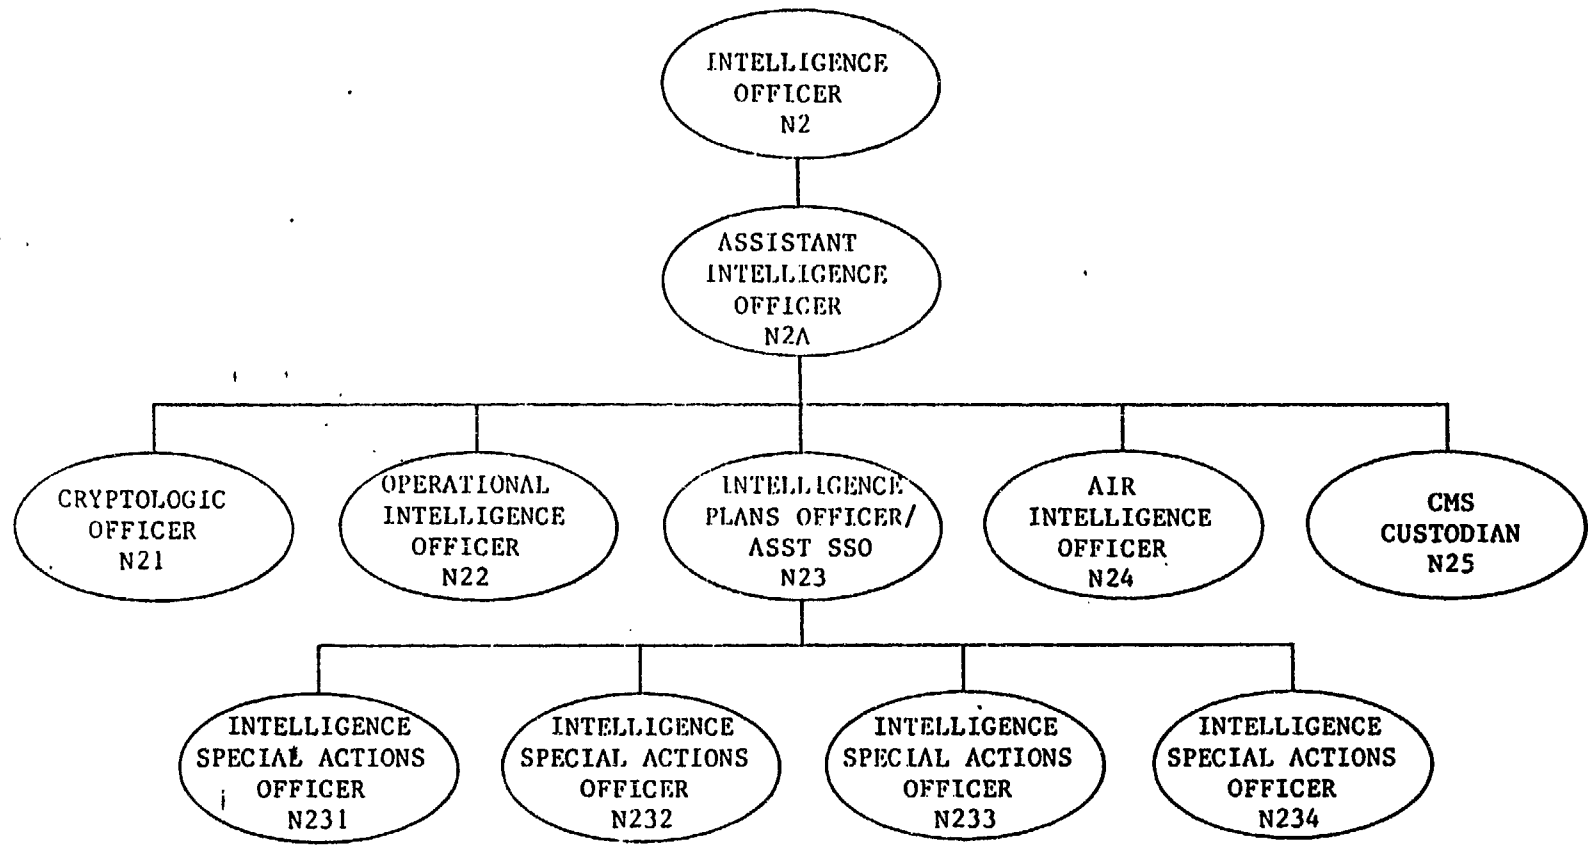 INTELLIGENCE
OFFICER
N2
ASSISTANT
INTELLIGENCE
OFFICER
N2A
CRYPTOLOGIC
OFFICER
N21
OPERATIONAL
INTELLIGENCE
OFFICER
N22
INTELLIGENCE
PLANS OFFICER/
ASST SSO
N23
AIR
INTELLIGENCE
OFFICER
N24
CMS
CUSTODIAN
N25
INTELLIGENCE
SPECIAL ACTIONS
OFFICER
N231
INTELLIGENCE
SPECIAL ACTIONS
OFFICER
N232
INTELLIGENCE
SPECIAL ACTIONS
OFFICER
N233
INTELLIGENCE
SPECIAL ACTIONS
OFFICER
N234